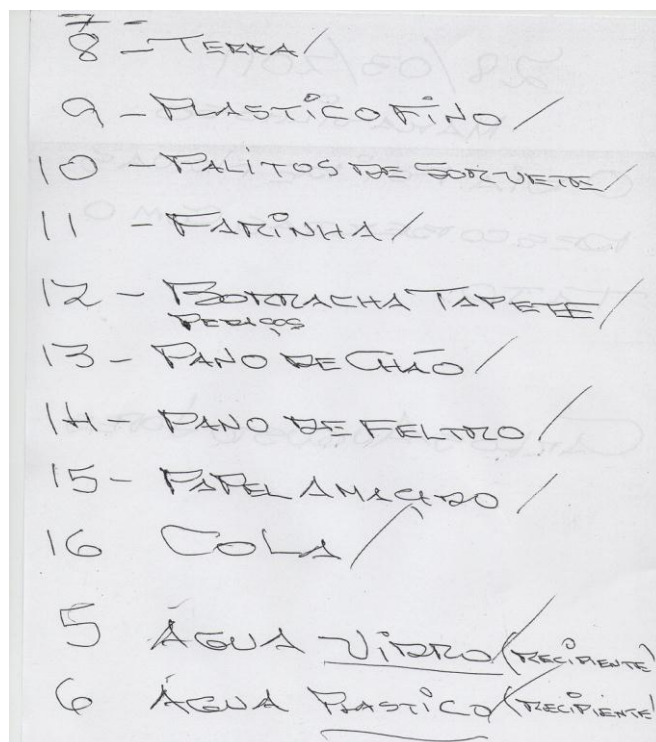 7 -
8 - TERRA /
9 - PLASTICO FINO /
10 - PALITOS DE SORVETE /
11 - FARINHA /
12 - BORRACHA TAPETE /
PEDAÇOS
13 - PANO DE CHÃO /
14 - PANO DE FELTRO /
15 - PAPEL AMAÇADO /
16 COLA /
5 ÁGUA VIDRO (RECIPIENTE)
6 ÁGUA PLASTICO (RECIPIENTE)